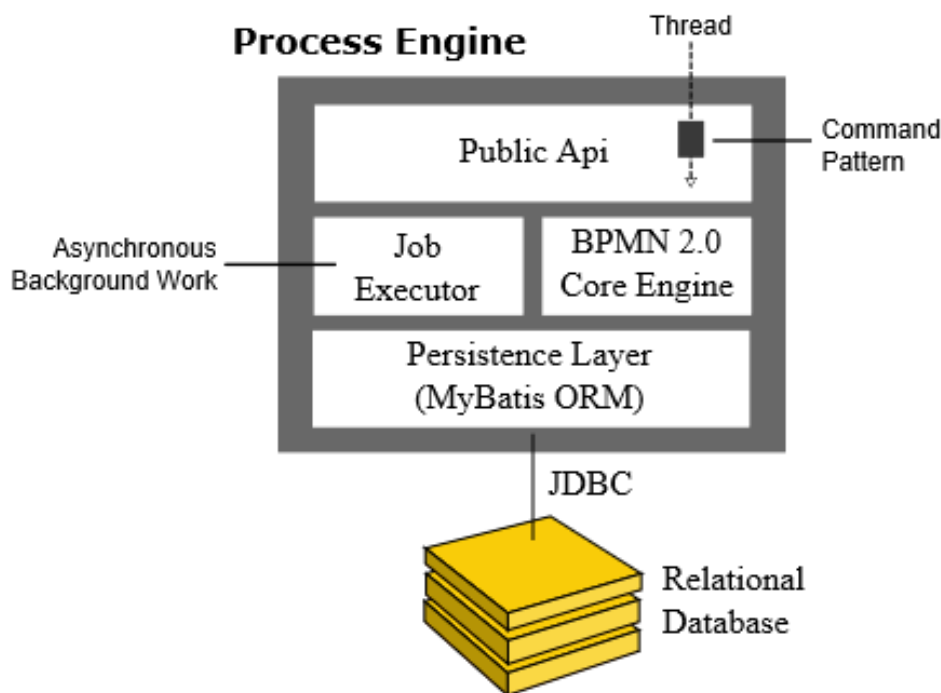 Process Engine
Thread
Public Api
Command
Pattern
Asynchronous
Background Work
Job
Executor
BPMN 2.0
Core Engine
Persistence Layer
(MyBatis ORM)
JDBC
Relational
Database